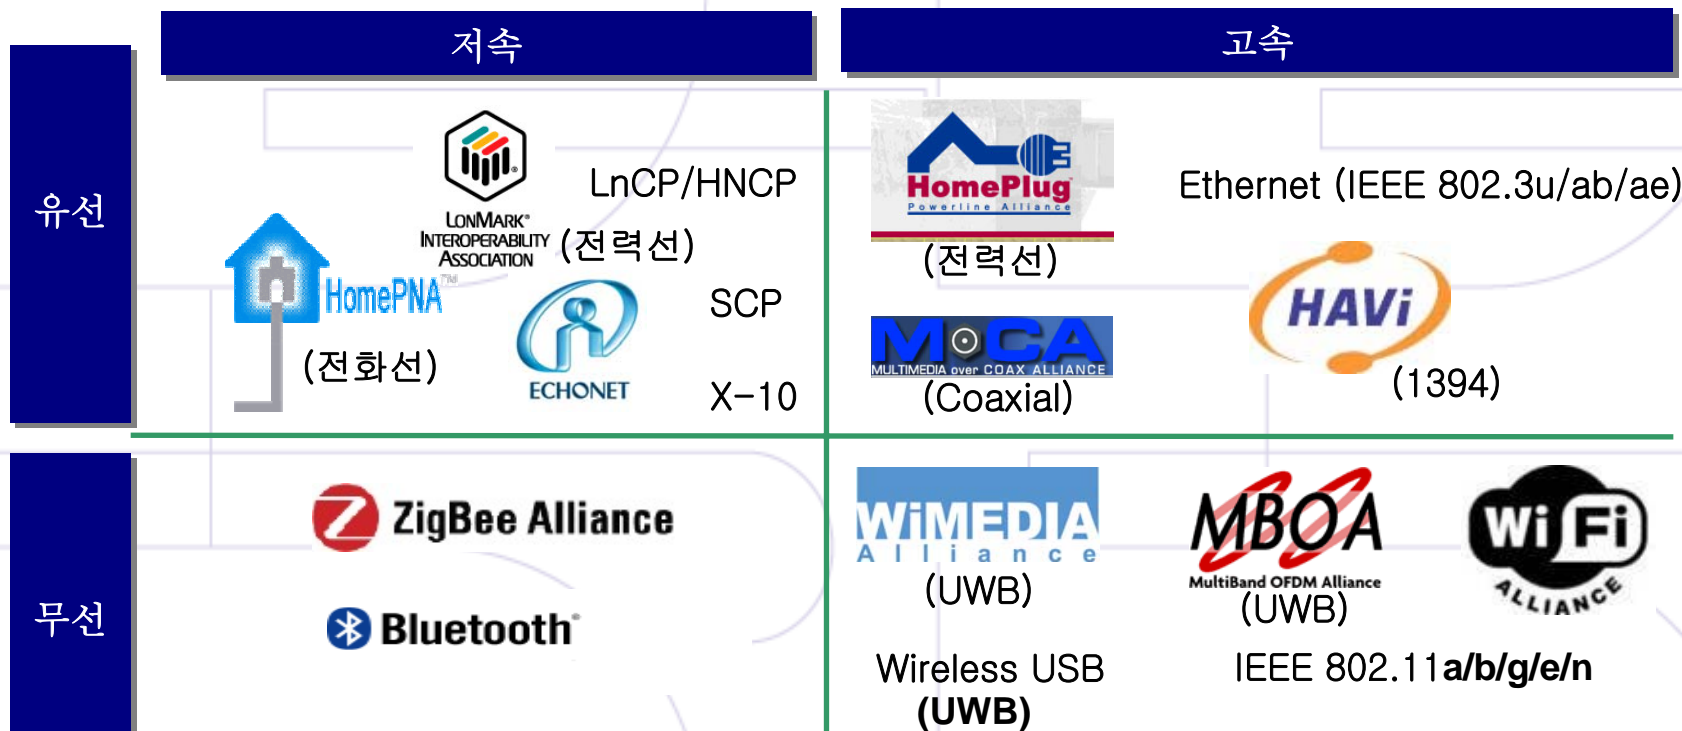 저속
고속
유선
LONMARK®
INTEROPERABILITY
ASSOCIATION
LnCP/HNCP
(전력선)
HomePNA™
(전화선)
ECHONET
SCP
X-10
HomePlug™
Powerline Alliance
(전력선)
Ethernet (IEEE 802.3u/ab/ae)
MoCA
MULTIMEDIA over COAX ALLIANCE
(Coaxial)
HAVi
(1394)
무선
ZigBee Alliance
Bluetooth®
WiMEDIA
Alliance
(UWB)
MBOA
MultiBand OFDM Alliance
(UWB)
Wi Fi
ALLIANCE
Wireless USB
(UWB)
IEEE 802.11a/b/g/e/n